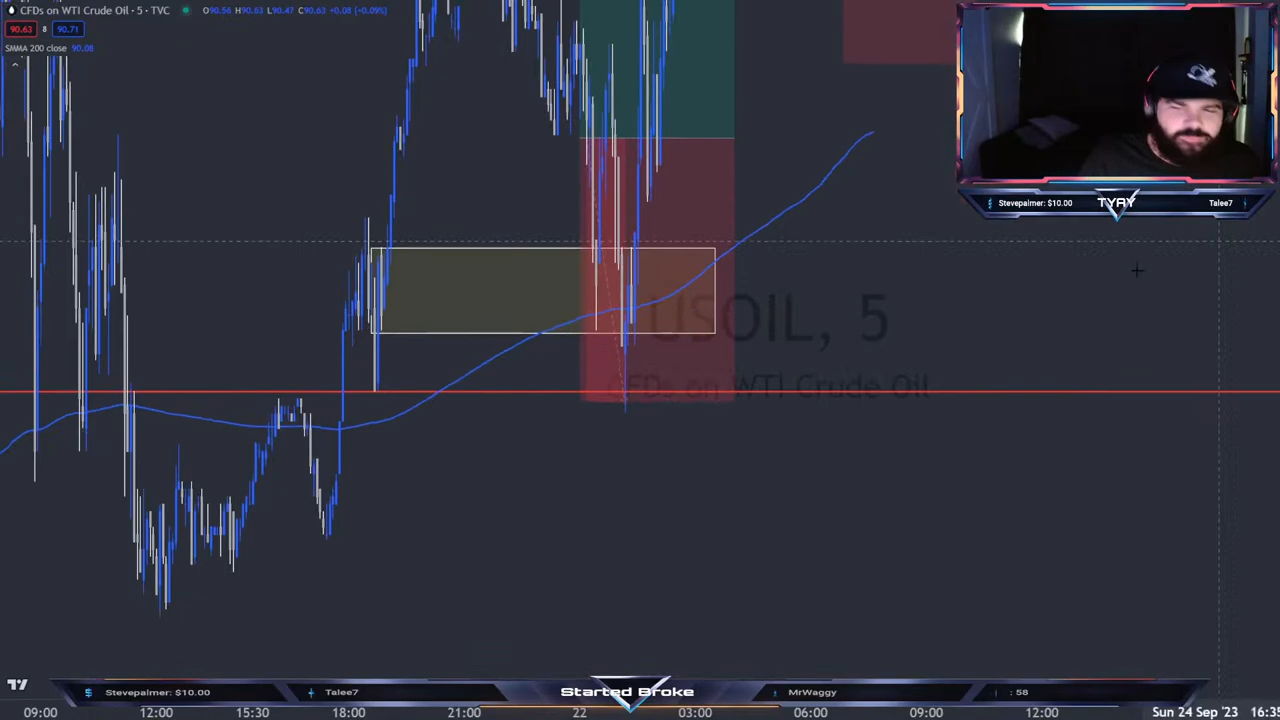 CFDs on WTI Crude Oil · 5 · TVC O90.56 H90.63 L90.47 C90.63 +0.08 (+0.09%)
90.63 8 90.71
SMMA 200 close 90.08
Stevepalmer: $10.00 TYAY Talee7
USOIL, 5
CFDs on WTI Crude Oil
Stevepalmer: $10.00 Talee7 Started Broke MrWaggy : 58
09:00 12:00 15:30 18:00 21:00 22 03:00 06:00 09:00 12:00 Sun 24 Sep '23 16:35